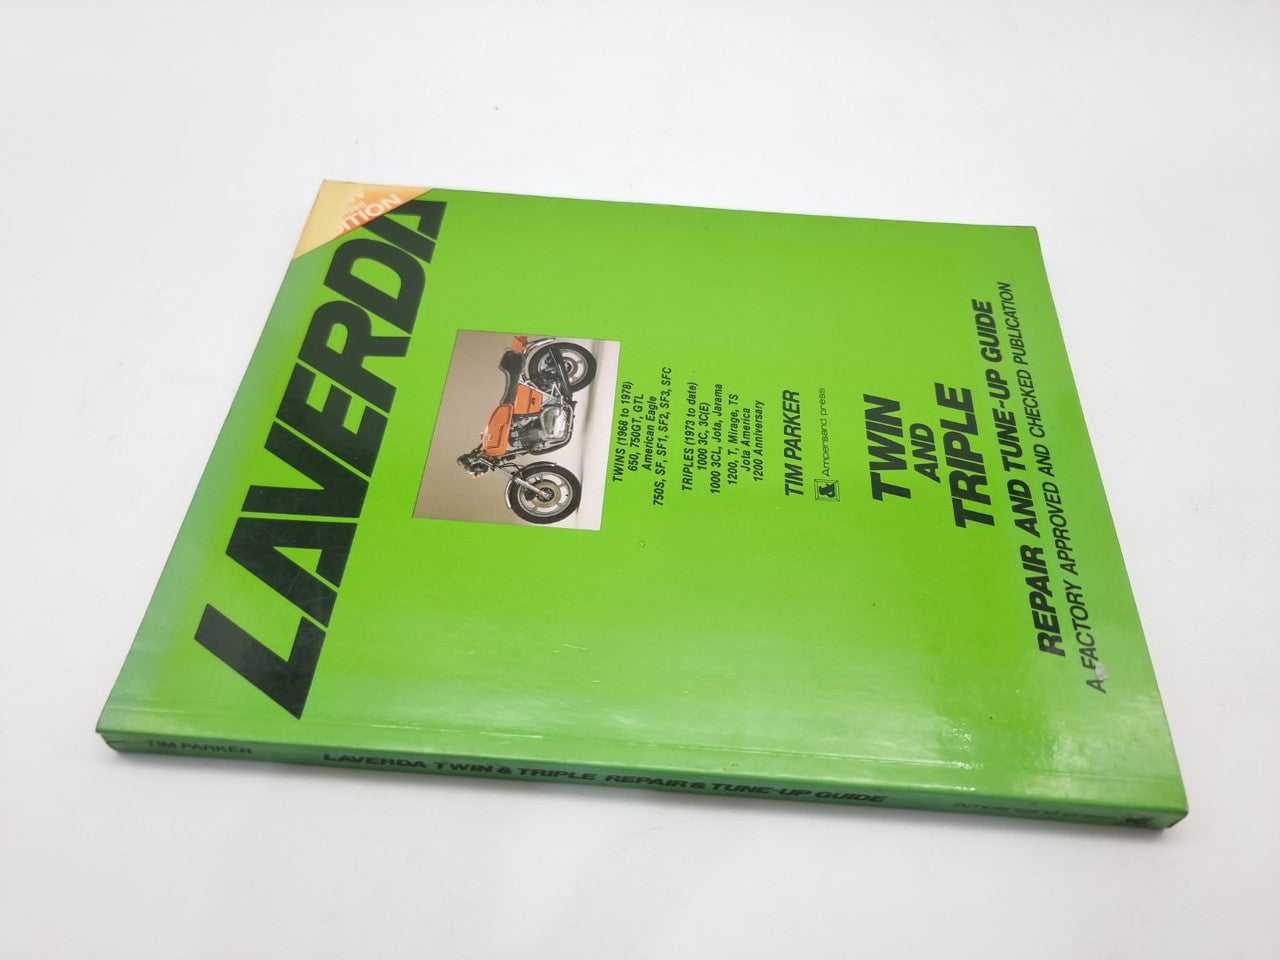 LAVERDA
EDITION
TWINS (1968 to 1978)
650, 750GT, GTL
American Eagle
750S, SF, SF1, SF2, SF3, SFC
TRIPLES (1973 to date)
1000 3C, 3C(E)
1000 3CL, Jota, Jarama
1200, T, Mirage, TS
Jota America
1200 Anniversary
TIM PARKER
& Ampersand press
TWIN
AND
TRIPLE
REPAIR AND TUNE-UP GUIDE
A FACTORY APPROVED AND CHECKED PUBLICATION
TIM PARKER LAVERDA TWIN & TRIPLE REPAIR & TUNE-UP GUIDE Ampersand press &